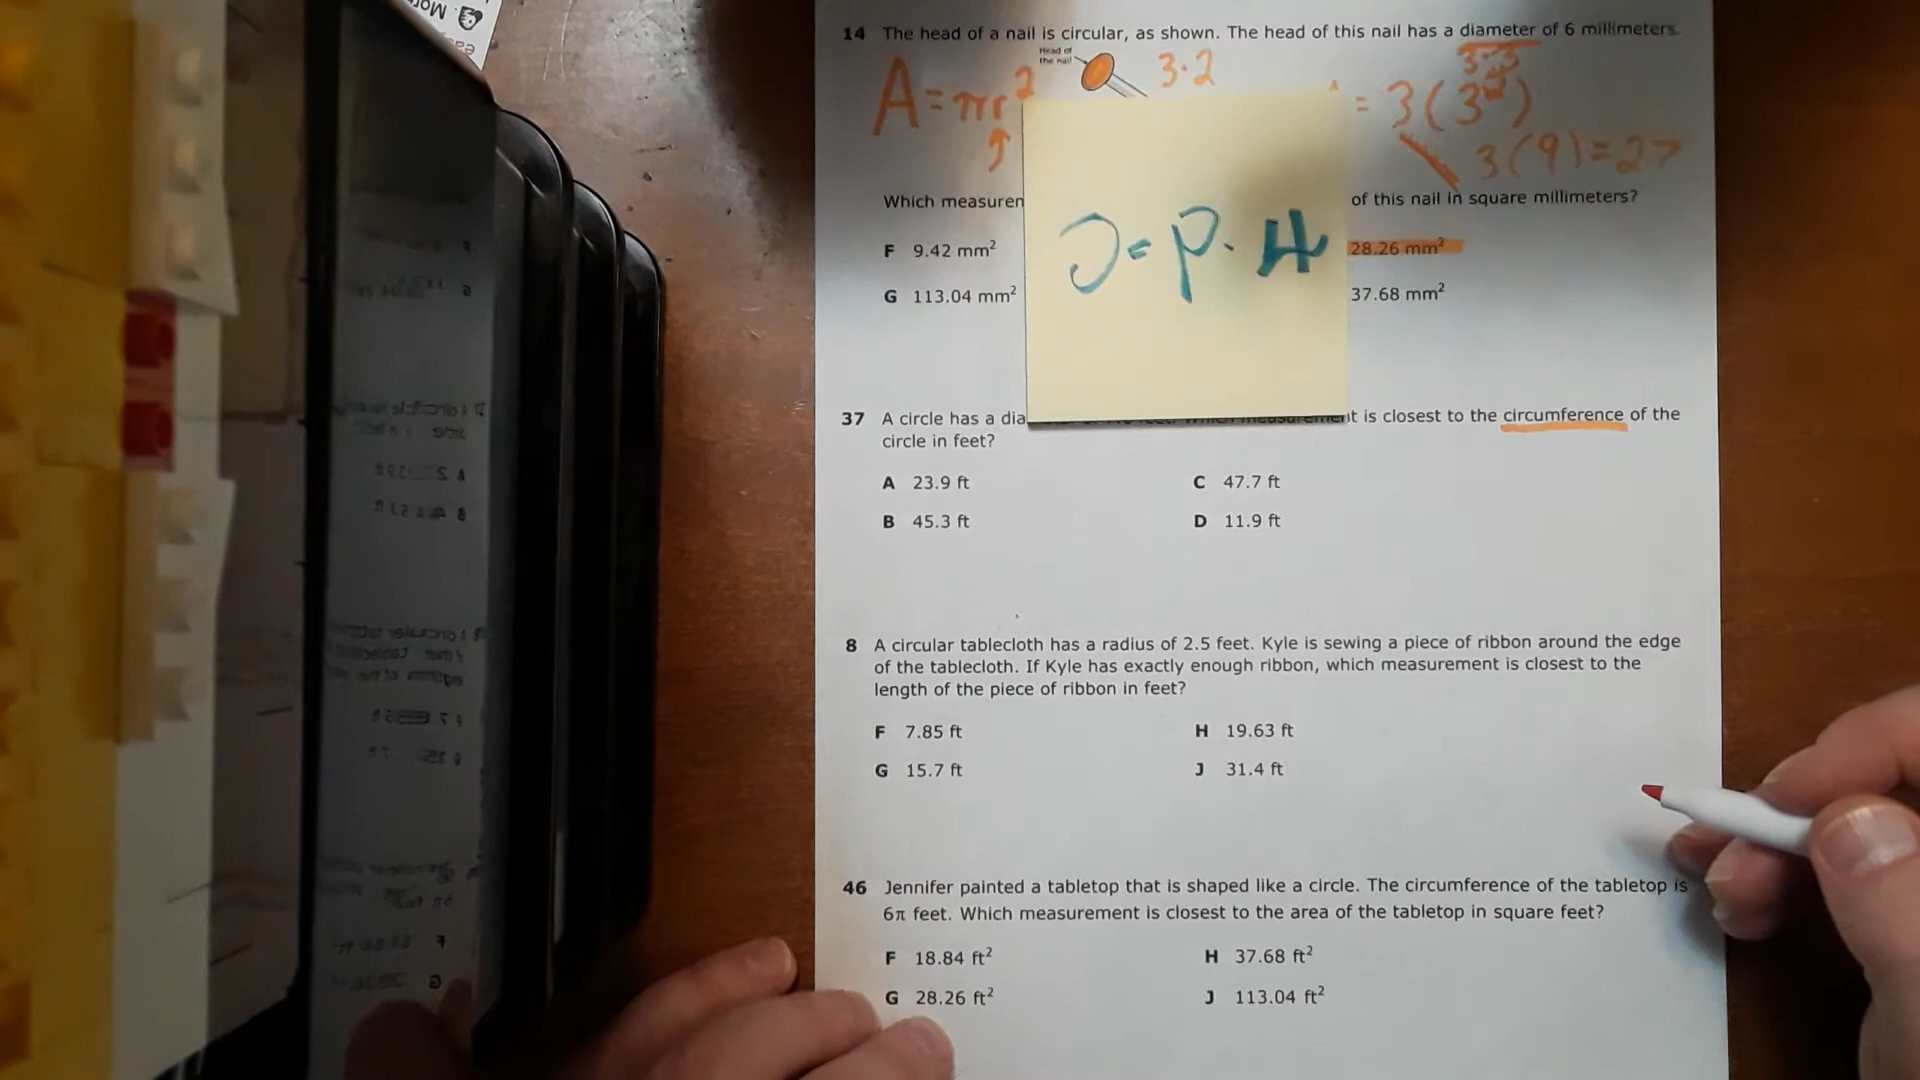 14 The head of a nail is circular, as shown. The head of this nail has a diameter of 6 millimeters.
Head of
the nail
3·2
3·3
A=πr²
= 3(3²)
3(9)=27
Which of this nail in square millimeters?
F 9.42 mm²
28.26 mm²
G 113.04 mm²
37.68 mm²
37 A circle has a is closest to the circumference of the
circle in feet?
A 23.9 ft
C 47.7 ft
B 45.3 ft
D 11.9 ft
8 A circular tablecloth has a radius of 2.5 feet. Kyle is sewing a piece of ribbon around the edge
of the tablecloth. If Kyle has exactly enough ribbon, which measurement is closest to the
length of the piece of ribbon in feet?
F 7.85 ft
H 19.63 ft
G 15.7 ft
J 31.4 ft
46 Jennifer painted a tabletop that is shaped like a circle. The circumference of the tabletop is
6π feet. Which measurement is closest to the area of the tabletop in square feet?
F 18.84 ft²
H 37.68 ft²
G 28.26 ft²
J 113.04 ft²